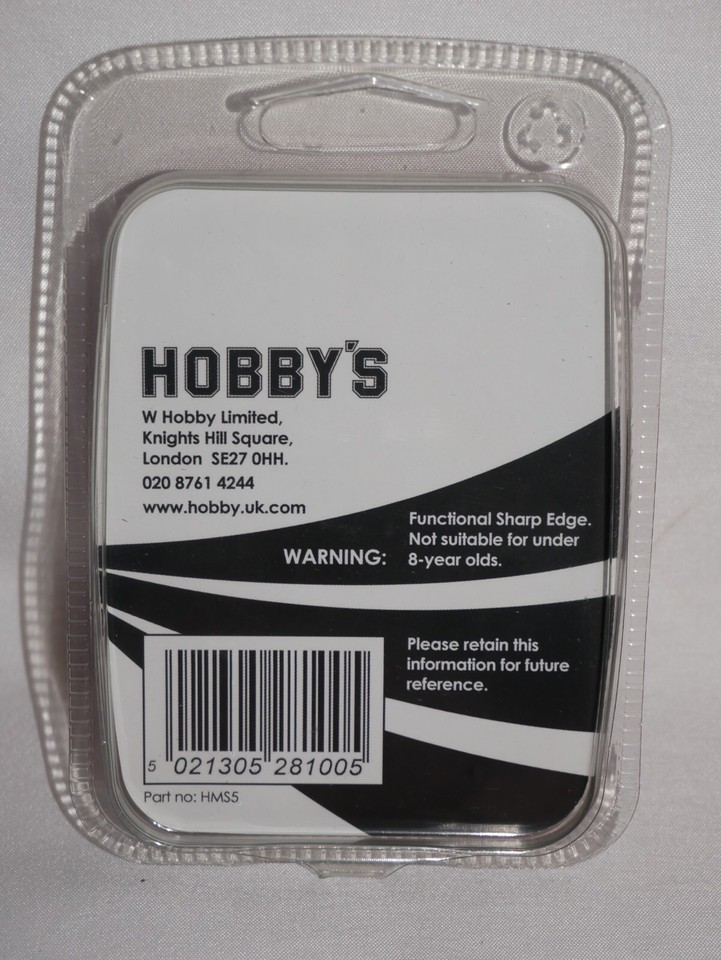 HOBBY'S
W Hobby Limited,
Knights Hill Square,
London SE27 0HH.
020 8761 4244
www.hobby.uk.com
WARNING:
Functional Sharp Edge.
Not suitable for under
8-year olds.
Please retain this
information for future
reference.
5 021305 281005
Part no: HMS5